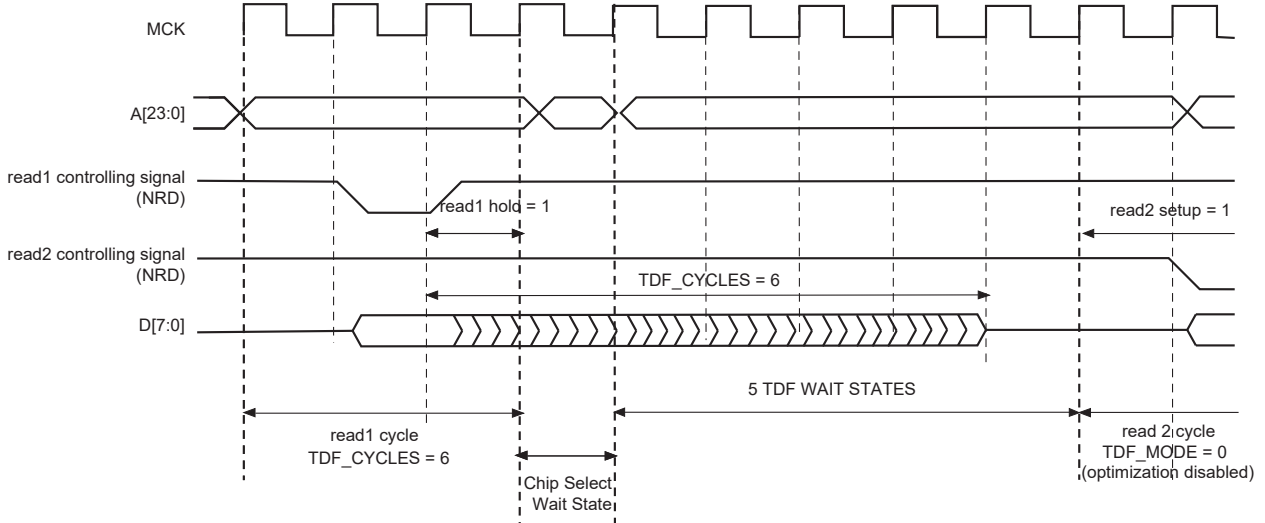 MCK
A[23:0]
read1 controlling signal
(NRD)
read1 hold = 1
read2 setup = 1
read2 controlling signal
(NRD)
TDF_CYCLES = 6
D[7:0]
5 TDF WAIT STATES
read1 cycle
TDF_CYCLES = 6
read 2 cycle
TDF_MODE = 0
(optimization disabled)
Chip Select
Wait State